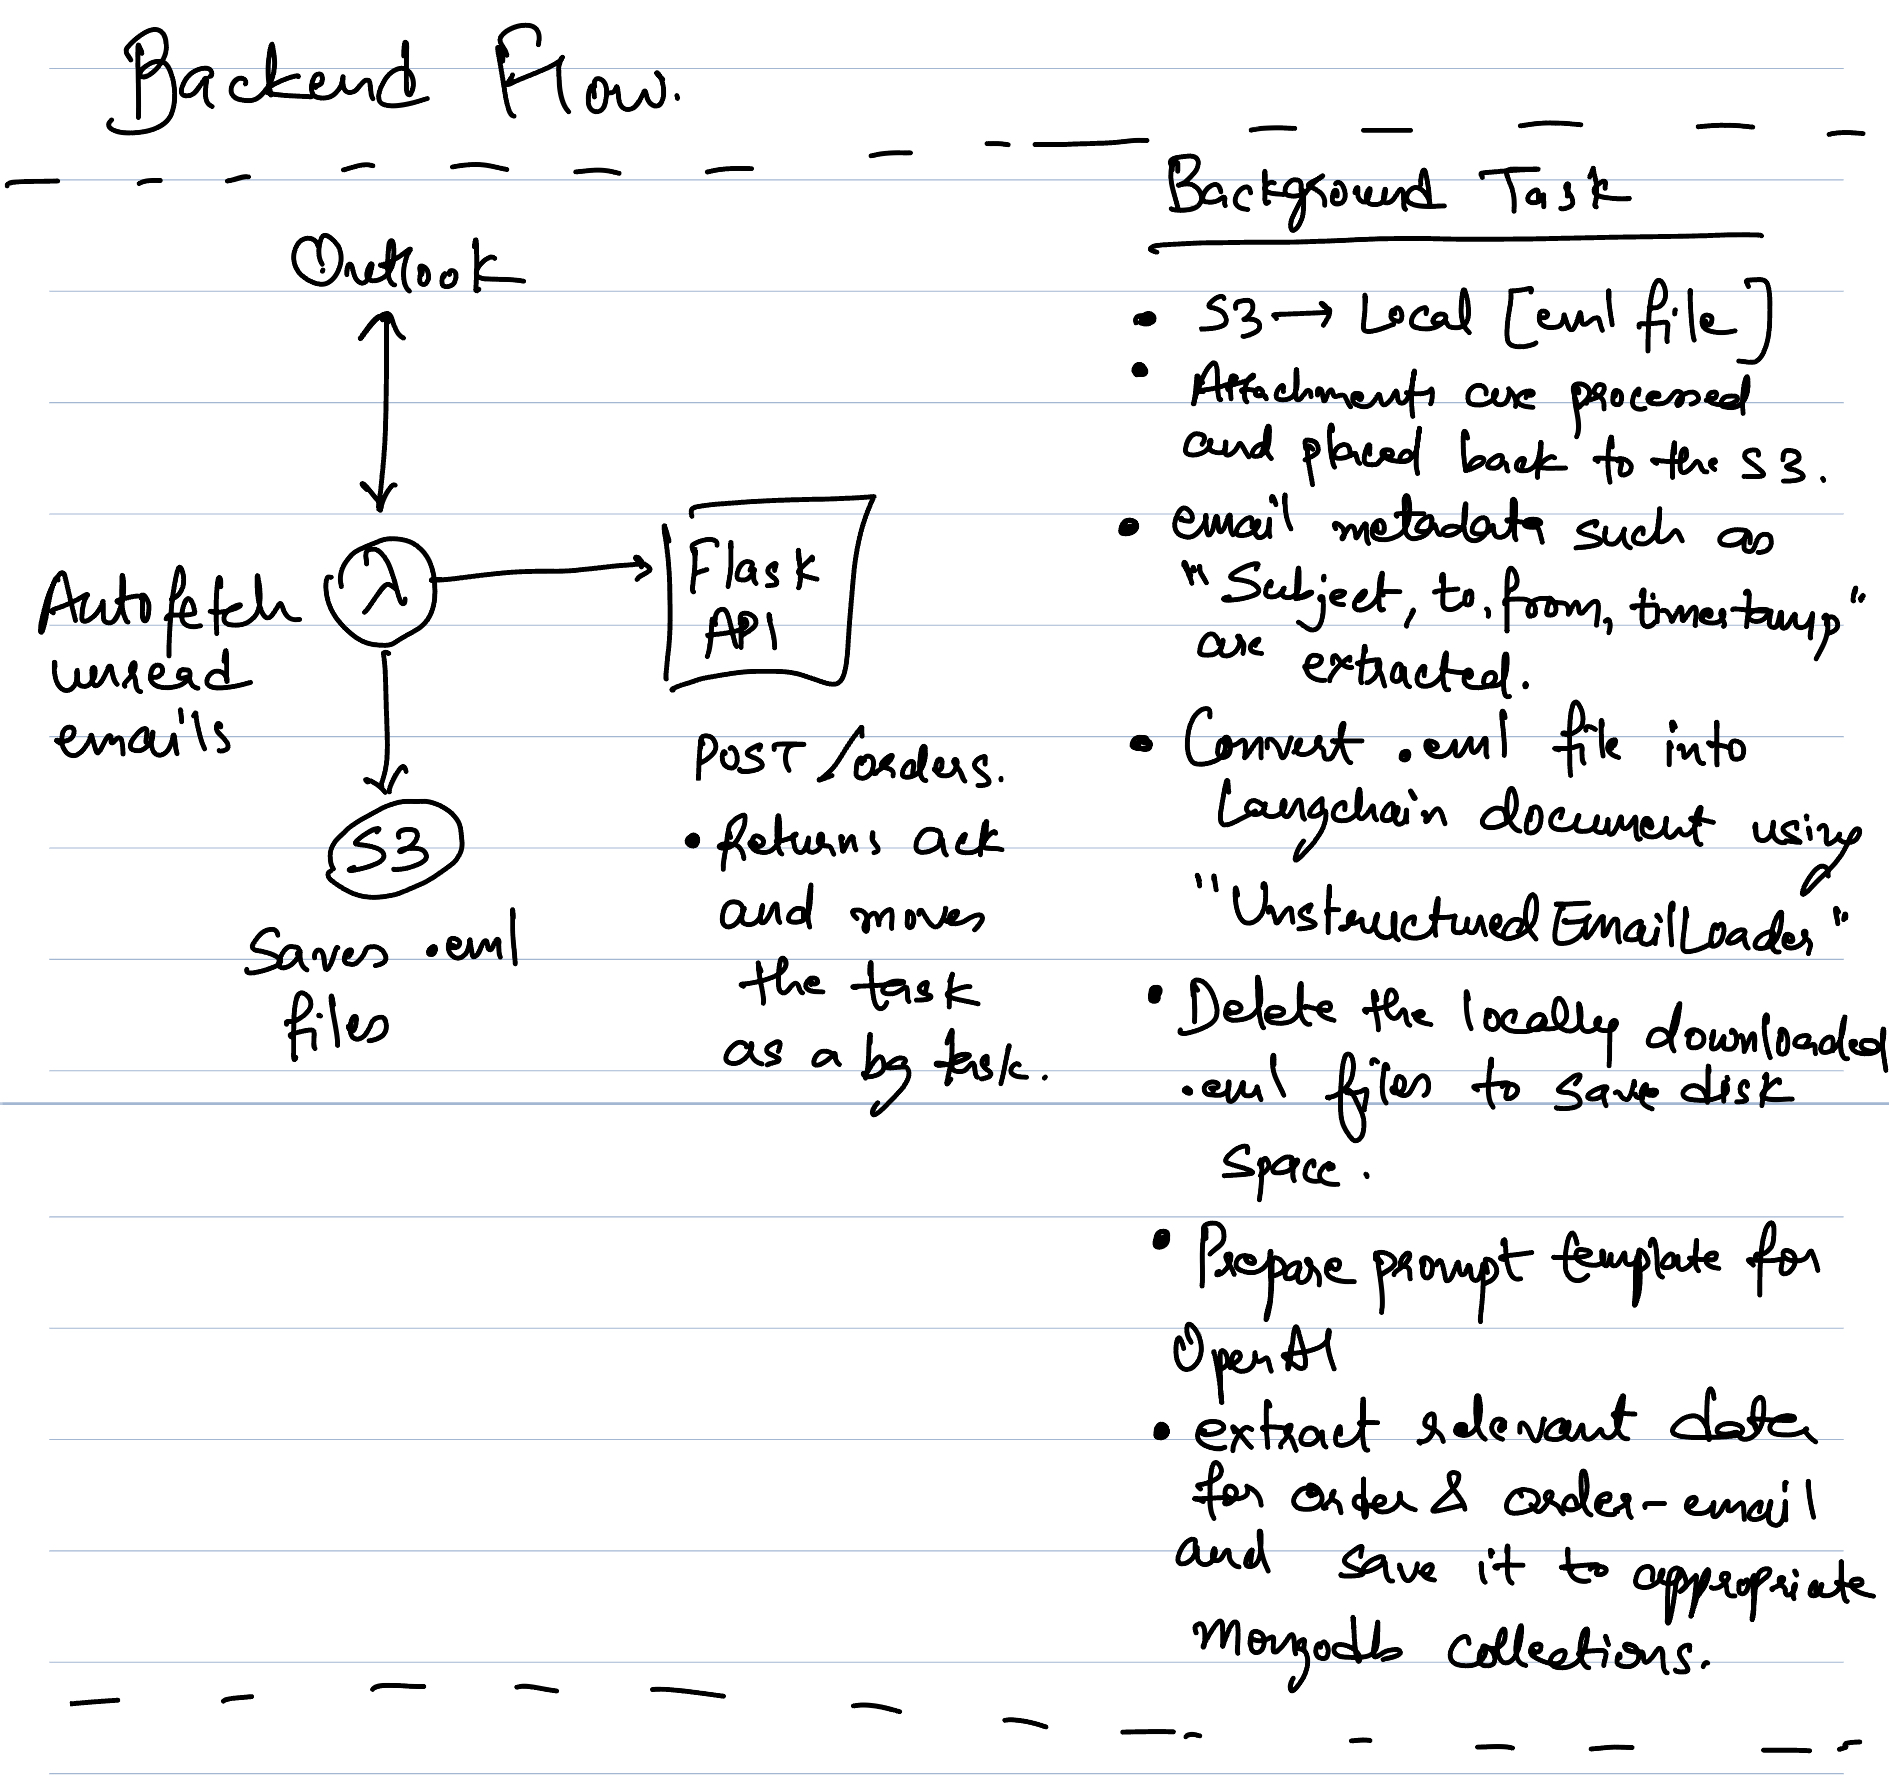 Backend Flow.
Outlook
λ
Autofetch
unread
emails
Flask
API
S3
Saves .eml
files
POST /orders.
• Returns ack
and moves
the task
as a bg task.
Background Task
• S3 → Local [eml file]
• Attachments are processed
and placed back to the S3.
• email metadata such as
"Subject, to, from, timestamp"
are extracted.
• Convert .eml file into
Langchain document using
"UnstructuredEmailLoader"
• Delete the locally downloaded
.eml files to save disk
space.
• Prepare prompt template for
OpenAI
• extract relevant data
for order & order-email
and save it to appropriate
mongodb collections.